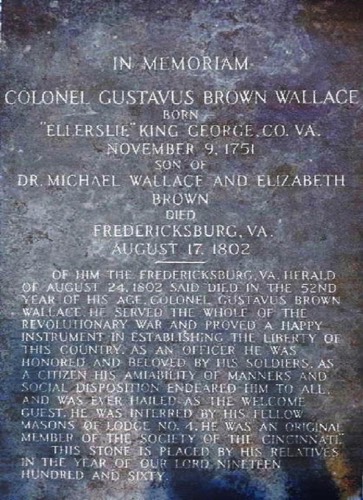 IN MEMORIAM
COLONEL GUSTAVUS BROWN WALLACE
BORN
"ELLERSLIE" KING GEORGE, CO. VA.
NOVEMBER 9, 1751
SON OF
DR. MICHAEL WALLACE AND ELIZABETH
BROWN
DIED
FREDERICKSBURG, VA.
AUGUST 17, 1802
OF HIM THE FREDERICKSBURG, VA. HERALD
OF AUGUST 24, 1802 SAID DIED IN THE 52ND
YEAR OF HIS AGE, COLONEL GUSTAVUS BROWN
WALLACE. HE SERVED THE WHOLE OF THE
REVOLUTIONARY WAR AND PROVED A HAPPY
INSTRUMENT IN ESTABLISHING THE LIBERTY OF
THIS COUNTRY. AS AN OFFICER HE WAS
HONORED AND BELOVED BY HIS SOLDIERS, AS
A CITIZEN HIS AMIABILITY OF MANNERS AND
SOCIAL DISPOSITION ENDEARED HIM TO ALL,
AND WAS EVER HAILED AS THE WELCOME
GUEST. HE WAS INTERRED BY HIS FELLOW
MASONS OF LODGE NO. 4. HE WAS AN ORIGINAL
MEMBER OF THE SOCIETY OF THE CINCINNATI.
THIS STONE IS PLACED BY HIS RELATIVES
IN THE YEAR OF OUR LORD NINETEEN
HUNDRED AND SIXTY.